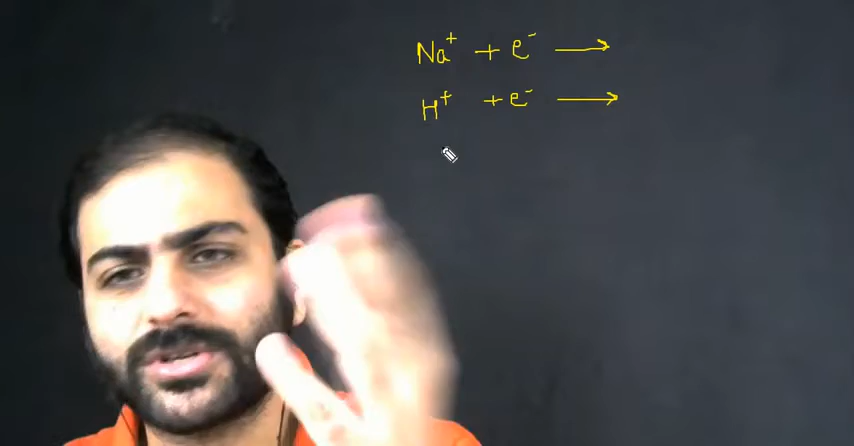 Na⁺ + e⁻ ⟶
H⁺ + e⁻ ⟶